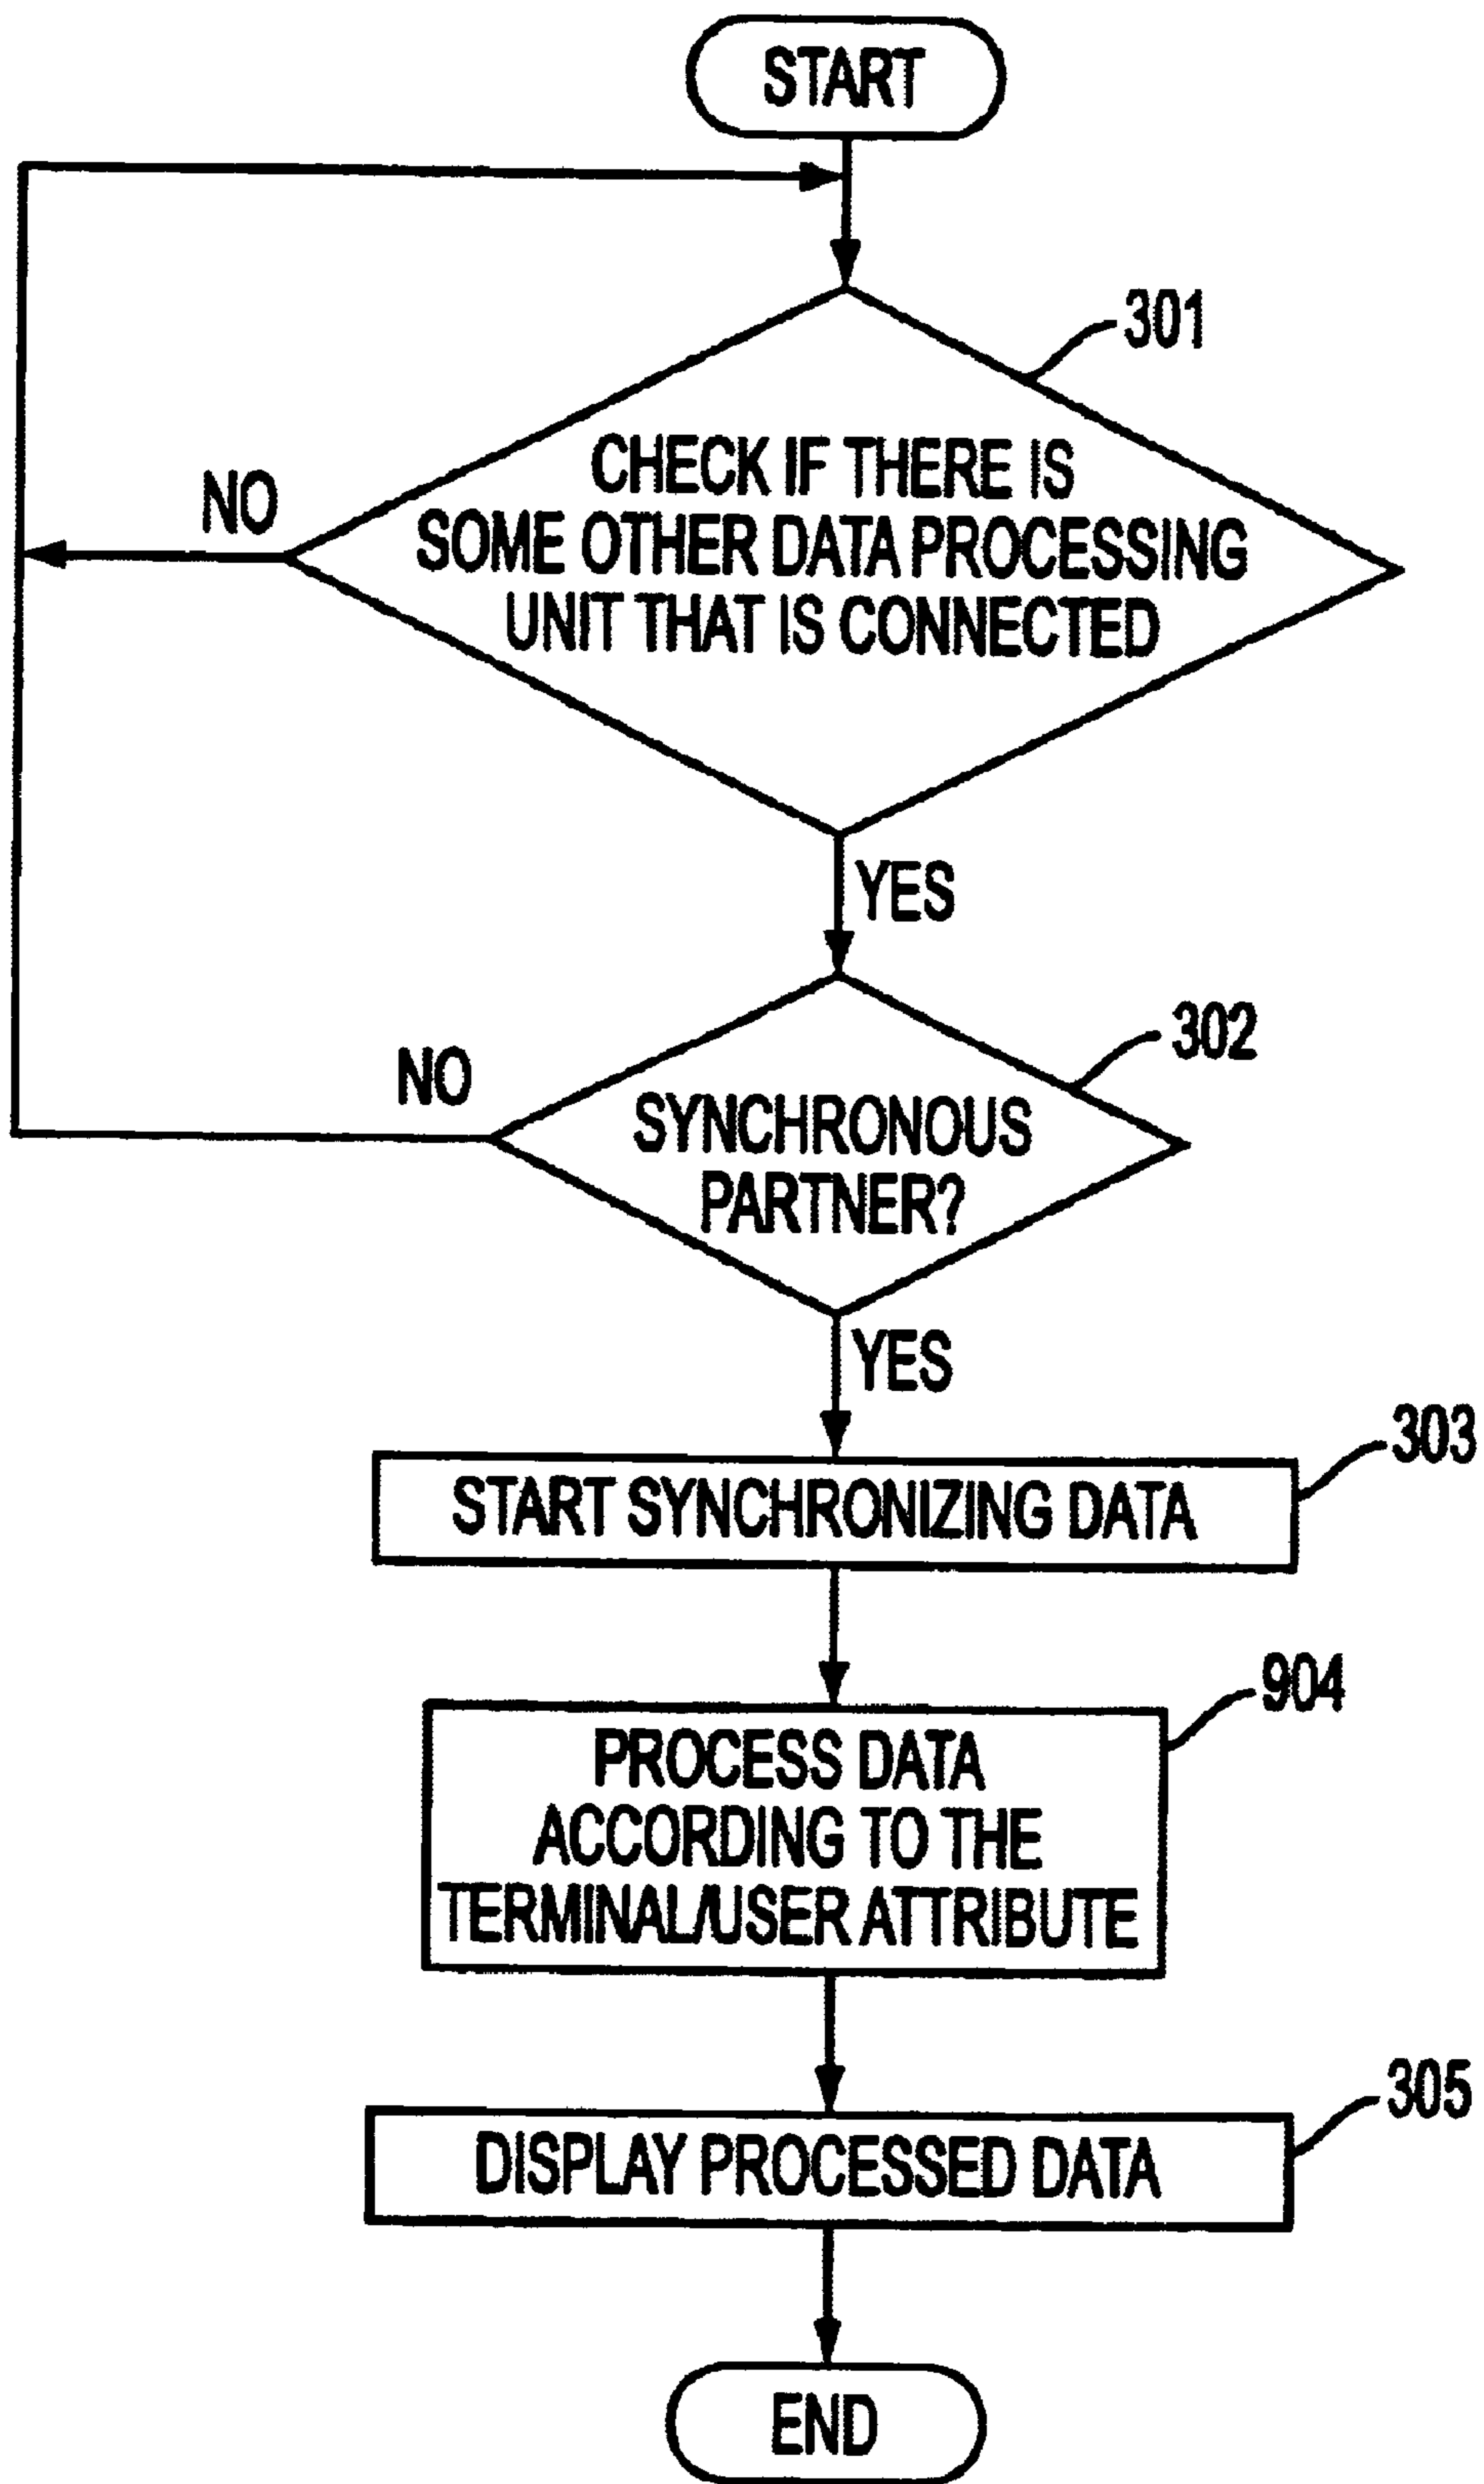 START
301
CHECK IF THERE IS
SOME OTHER DATA PROCESSING
UNIT THAT IS CONNECTED
NO
YES
302
NO
SYNCHRONOUS
PARTNER?
YES
303
START SYNCHRONIZING DATA
904
PROCESS DATA
ACCORDING TO THE
TERMINAL/USER ATTRIBUTE
305
DISPLAY PROCESSED DATA
END